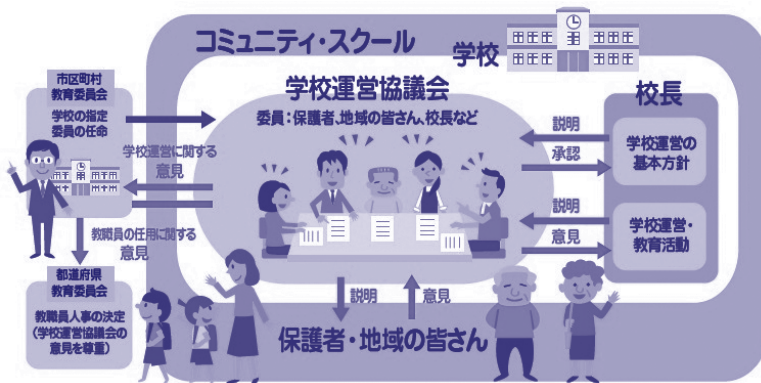 コミュニティ・スクール
学校
市区町村
教育委員会
学校の指定
委員の任命
学校運営に関する
意見
教職員の任用に関する
意見
都道府県
教育委員会
教職員人事の決定
(学校運営協議会の
意見を尊重)
学校運営協議会
委員:保護者、地域の皆さん、校長など
説明
承認
説明
意見
校長
学校運営の
基本方針
学校運営・
教育活動
説明
意見
保護者・地域の皆さん